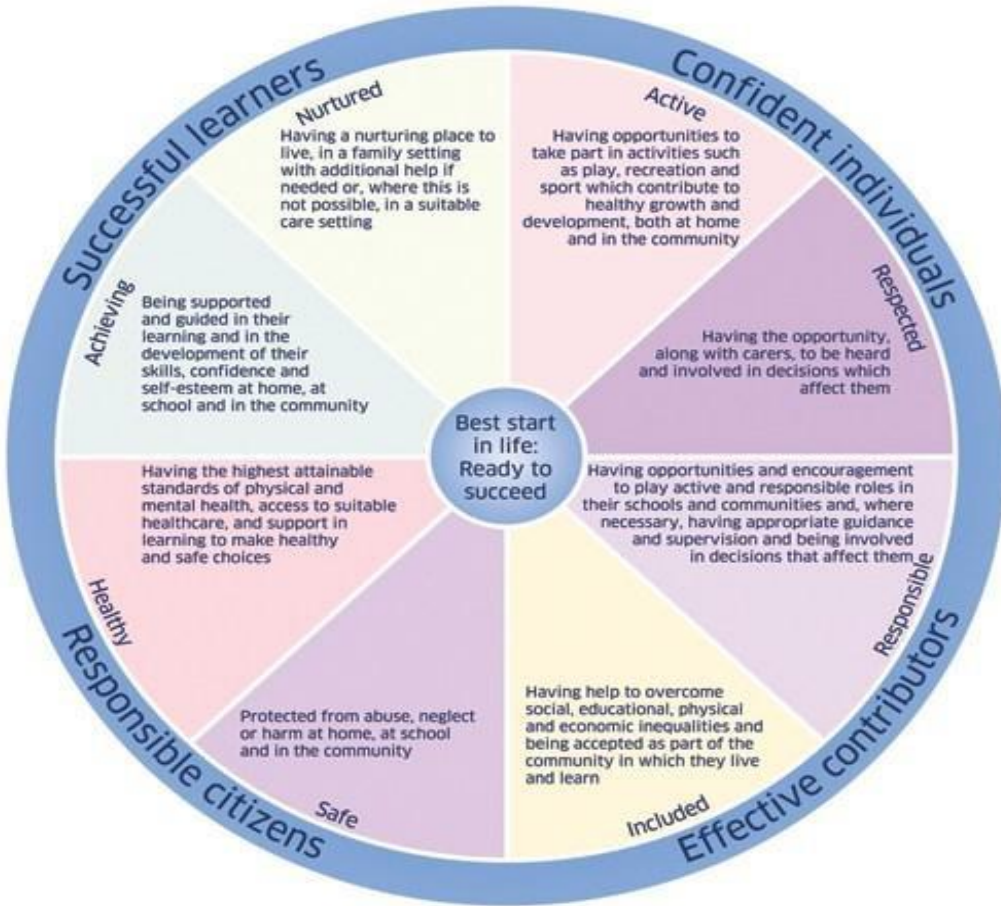 Successful learners
Confident individuals
Nurtured
Having a nurturing place to
live, in a family setting
with additional help if
needed or, where this is
not possible, in a suitable
care setting
Active
Having opportunities to
take part in activities such
as play, recreation and
sport which contribute to
healthy growth and
development, both at home
and in the community
Achieving
Being supported
and guided in their
learning and in the
development of their
skills, confidence and
self-esteem at home, at
school and in the community
Respected
Having the opportunity,
along with carers, to be heard
and involved in decisions which
affect them
Best start
in life:
Ready to
succeed
Healthy
Having the highest attainable
standards of physical and
mental health, access to suitable
healthcare, and support in
learning to make healthy
and safe choices
Having opportunities and encouragement
to play active and responsible roles in
their schools and communities and, where
necessary, having appropriate guidance
and supervision and being involved
in decisions that affect them
Responsible
Protected from abuse, neglect
or harm at home, at school
and in the community
Safe
Having help to overcome
social, educational, physical
and economic inequalities and
being accepted as part of the
community in which they live
and learn
Included
Responsible citizens
Effective contributors